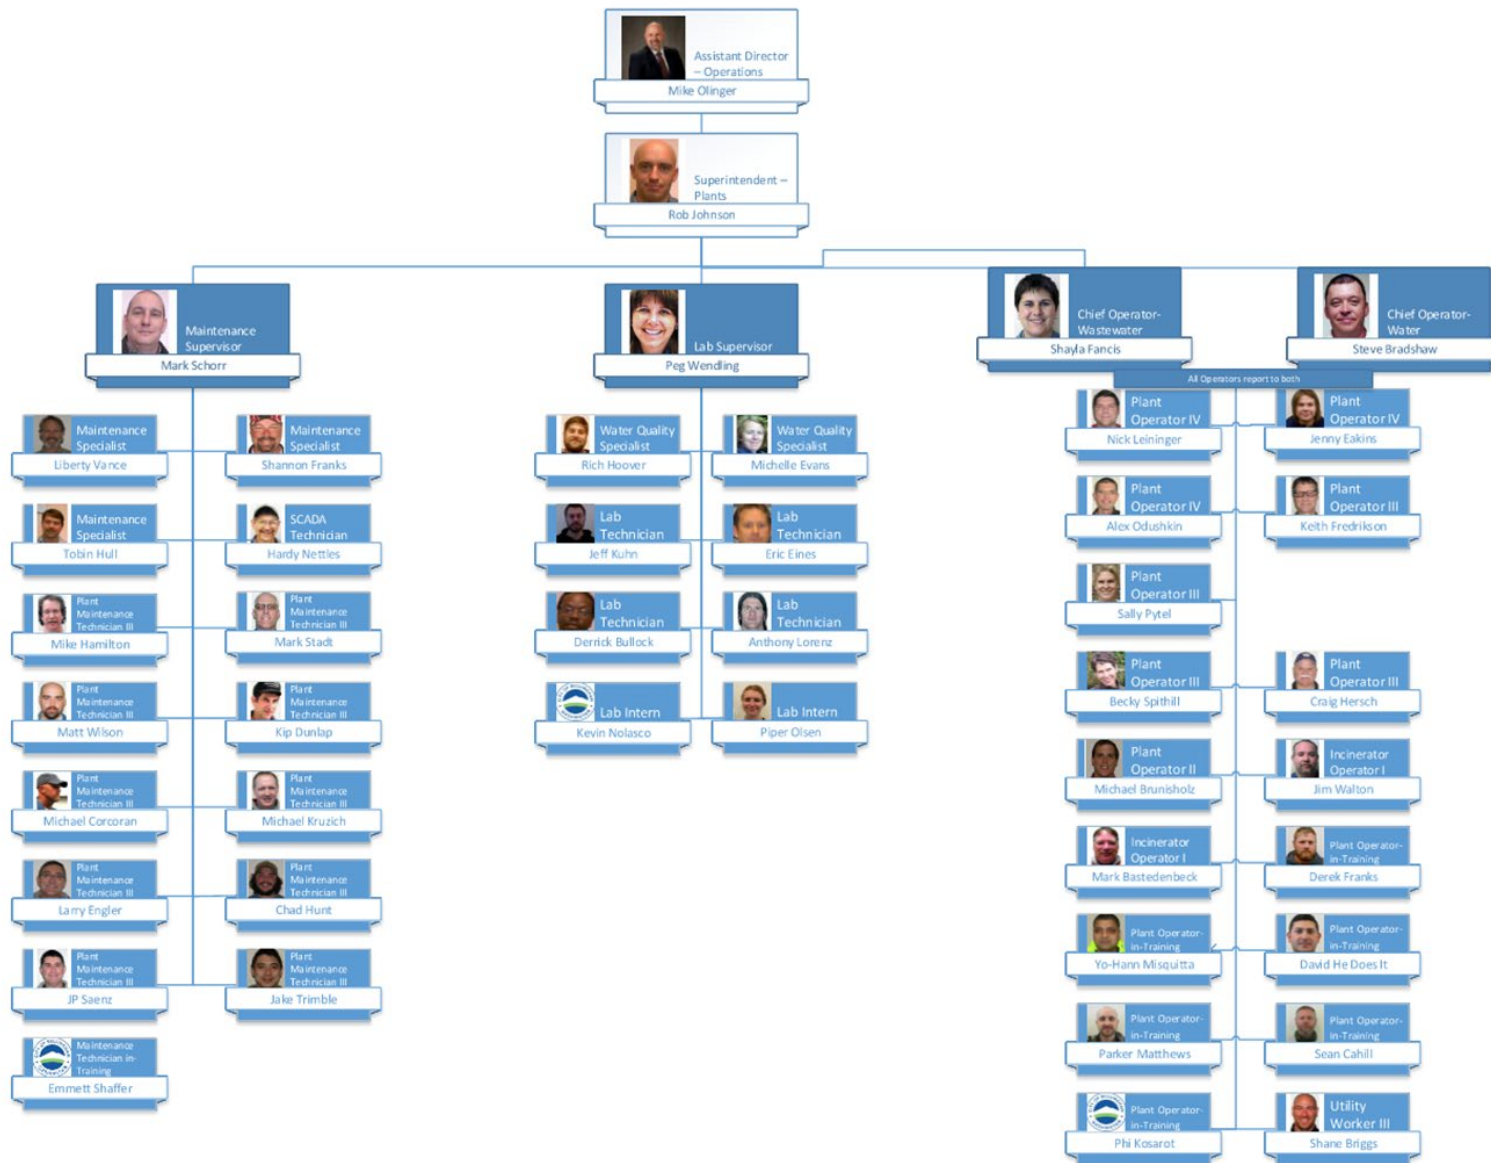 Assistant Director
– Operations
Mike Olinger
Superintendent –
Plants
Rob Johnson
Maintenance
Supervisor
Mark Schorr
Lab Supervisor
Peg Wendling
Chief Operator-
Wastewater
Shayla Fancis
Chief Operator-
Water
Steve Bradshaw
All Operators report to both
Maintenance
Specialist
Liberty Vance
Maintenance
Specialist
Shannon Franks
Maintenance
Specialist
Tobin Hull
SCADA
Technician
Hardy Nettles
Plant
Maintenance
Technician III
Mike Hamilton
Plant
Maintenance
Technician III
Mark Stadt
Plant
Maintenance
Technician III
Matt Wilson
Plant
Maintenance
Technician III
Kip Dunlap
Plant
Maintenance
Technician III
Michael Corcoran
Plant
Maintenance
Technician III
Michael Kruzich
Plant
Maintenance
Technician III
Larry Engler
Plant
Maintenance
Technician III
Chad Hunt
Plant
Maintenance
Technician III
JP Saenz
Plant
Maintenance
Technician III
Jake Trimble
Maintenance
Technician in-
Training
Emmett Shaffer
Water Quality
Specialist
Rich Hoover
Water Quality
Specialist
Michelle Evans
Lab
Technician
Jeff Kuhn
Lab
Technician
Eric Eines
Lab
Technician
Derrick Bullock
Lab
Technician
Anthony Lorenz
Lab Intern
Kevin Nolasco
Lab Intern
Piper Olsen
Plant
Operator IV
Nick Leininger
Plant
Operator IV
Jenny Eakins
Plant
Operator IV
Alex Odushkin
Plant
Operator III
Keith Fredrikson
Plant
Operator III
Sally Pytel
Plant
Operator III
Becky Spithill
Plant
Operator III
Craig Hersch
Plant
Operator II
Michael Brunisholz
Incinerator
Operator I
Jim Walton
Incinerator
Operator I
Mark Bastedenbeck
Plant Operator-
in-Training
Derek Franks
Plant Operator-
in-Training
Yo-Hann Misquitta
Plant Operator-
in-Training
David He Does It
Plant Operator-
in-Training
Parker Matthews
Plant Operator-
in-Training
Sean Cahill
Plant Operator-
in-Training
Phi Kosarot
Utility
Worker III
Shane Briggs